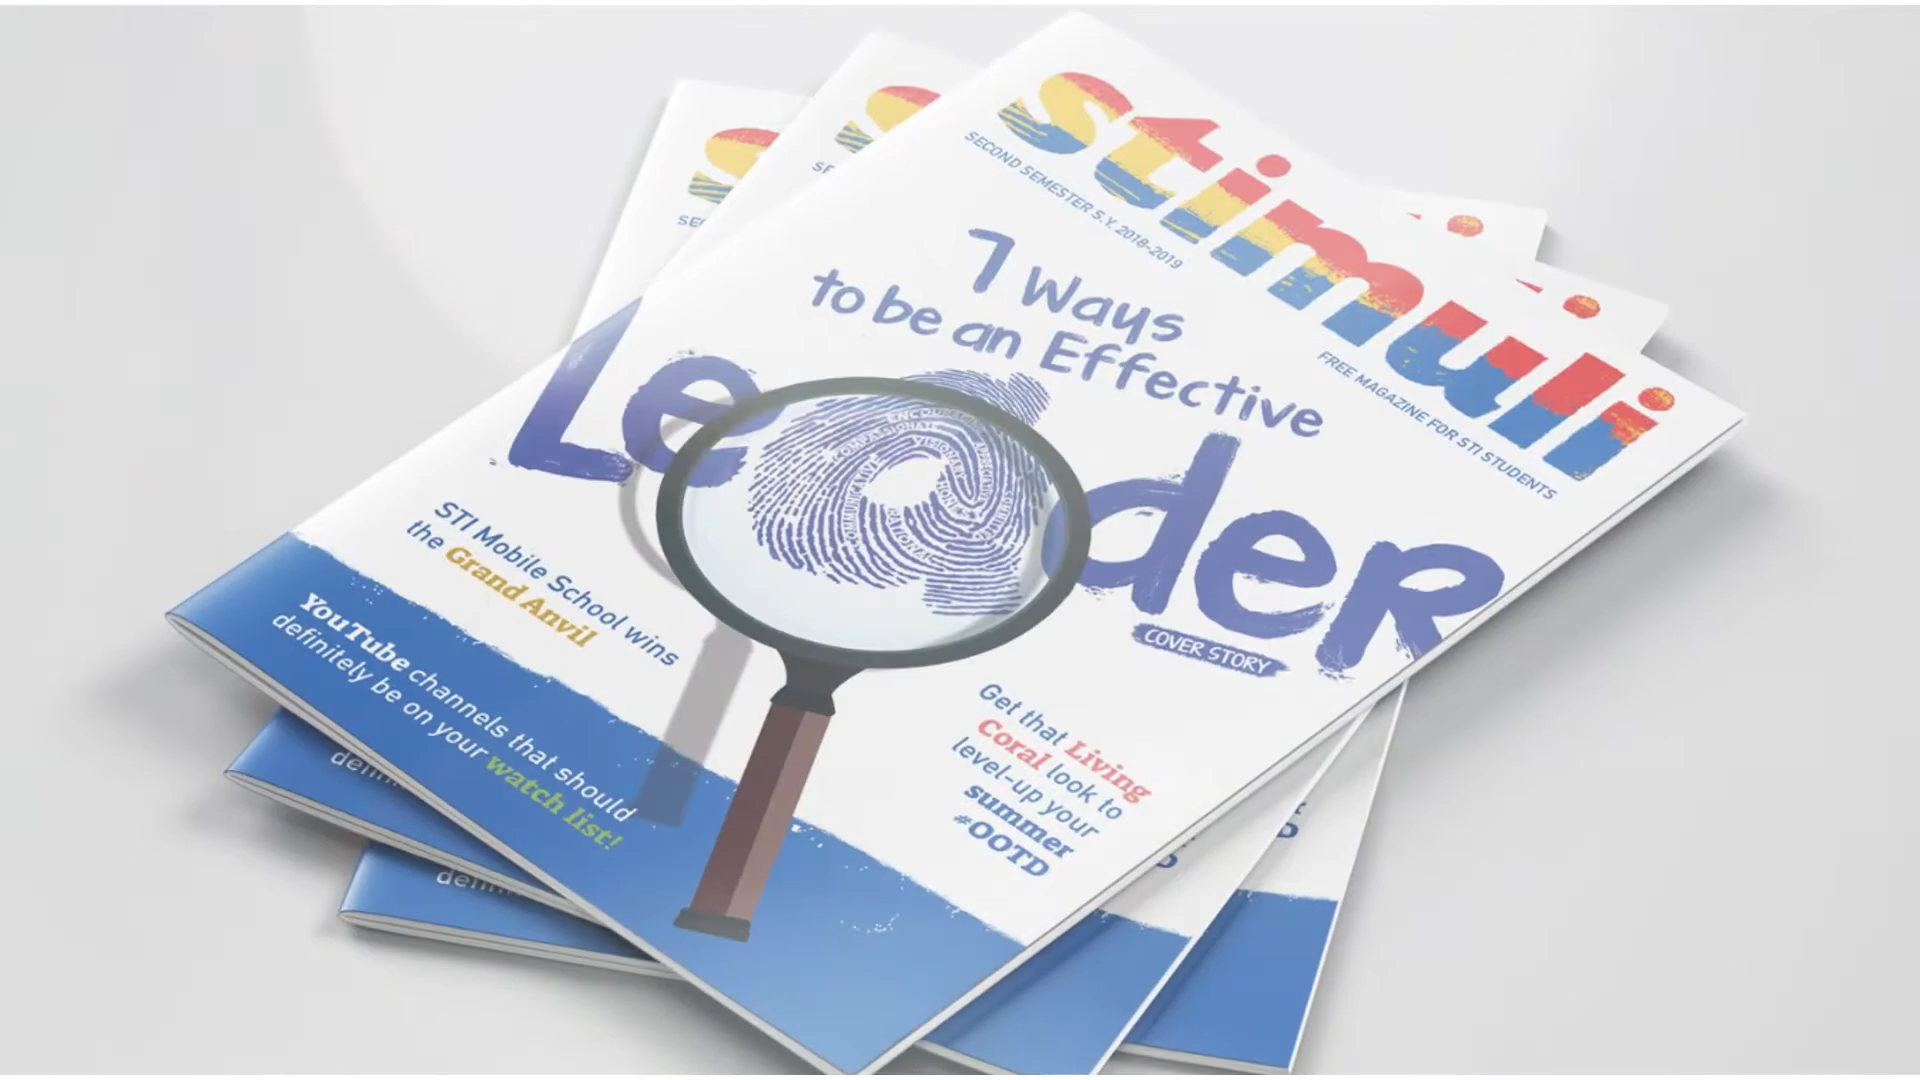 stimuli
SECOND SEMESTER S.Y. 2018-2019
FREE MAGAZINE FOR STI STUDENTS
7 Ways
to be an Effective
Leader
COMPASSIONATE
COVER STORY
STI Mobile School wins
the Grand Anvil
YouTube channels that should
definitely be on your watch list!
Get that Living
Coral look to
level-up your
summer
#OOTD